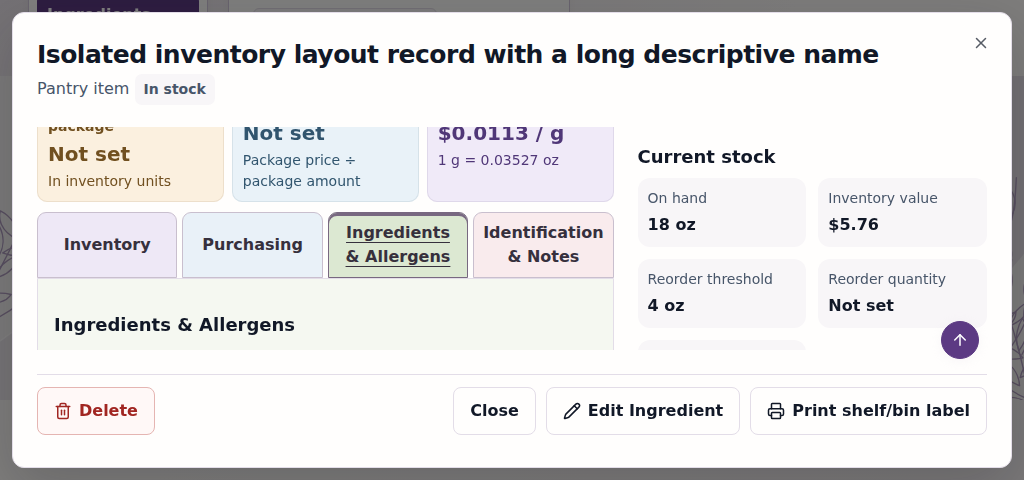 Ingredients
Isolated inventory layout record with a long descriptive name
Pantry item In stock
package
Not set
In inventory units
Not set
Package price ÷
package amount
$0.0113 / g
1 g = 0.03527 oz
Inventory
Purchasing
Ingredients
& Allergens
Identification
& Notes
Ingredients & Allergens
Current stock
On hand
18 oz
Inventory value
$5.76
Reorder threshold
4 oz
Reorder quantity
Not set
Delete
Close
Edit Ingredient
Print shelf/bin label